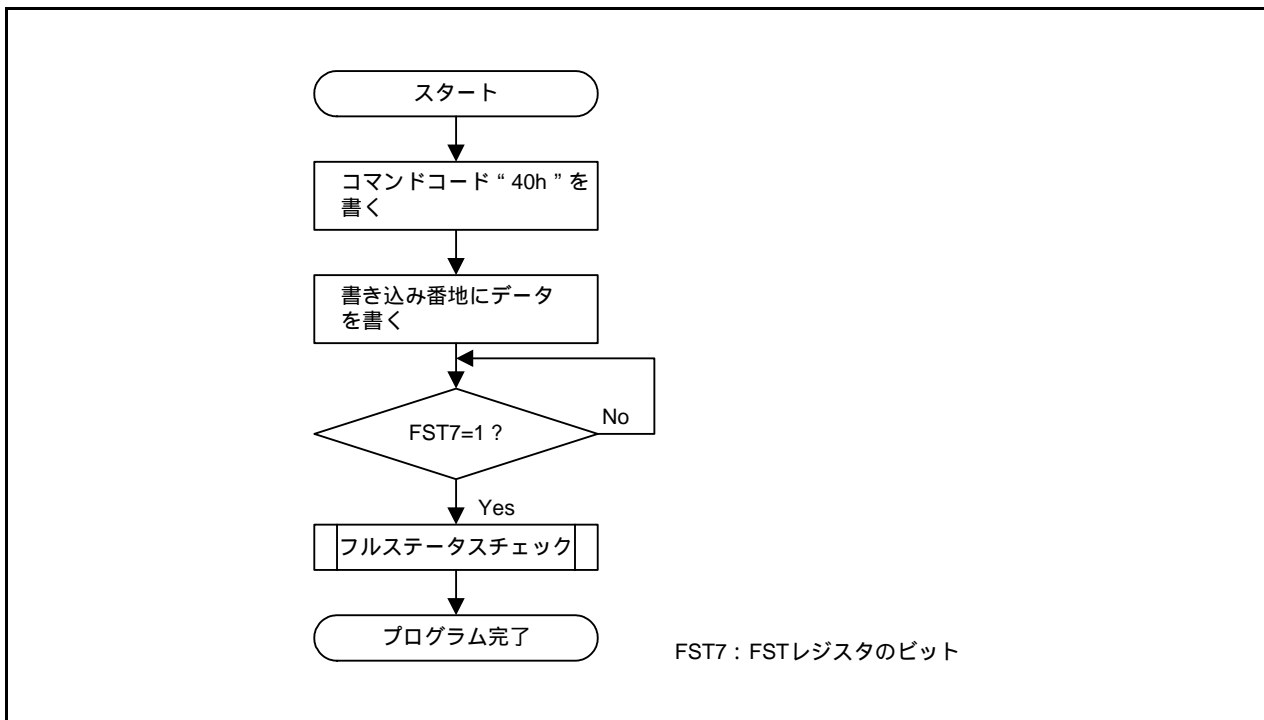 スタート
コマンドコード“40h”を
書く
書き込み番地にデータ
を書く
FST7=1 ?
No
Yes
フルステータスチェック
プログラム完了
FST7 : FSTレジスタのビット